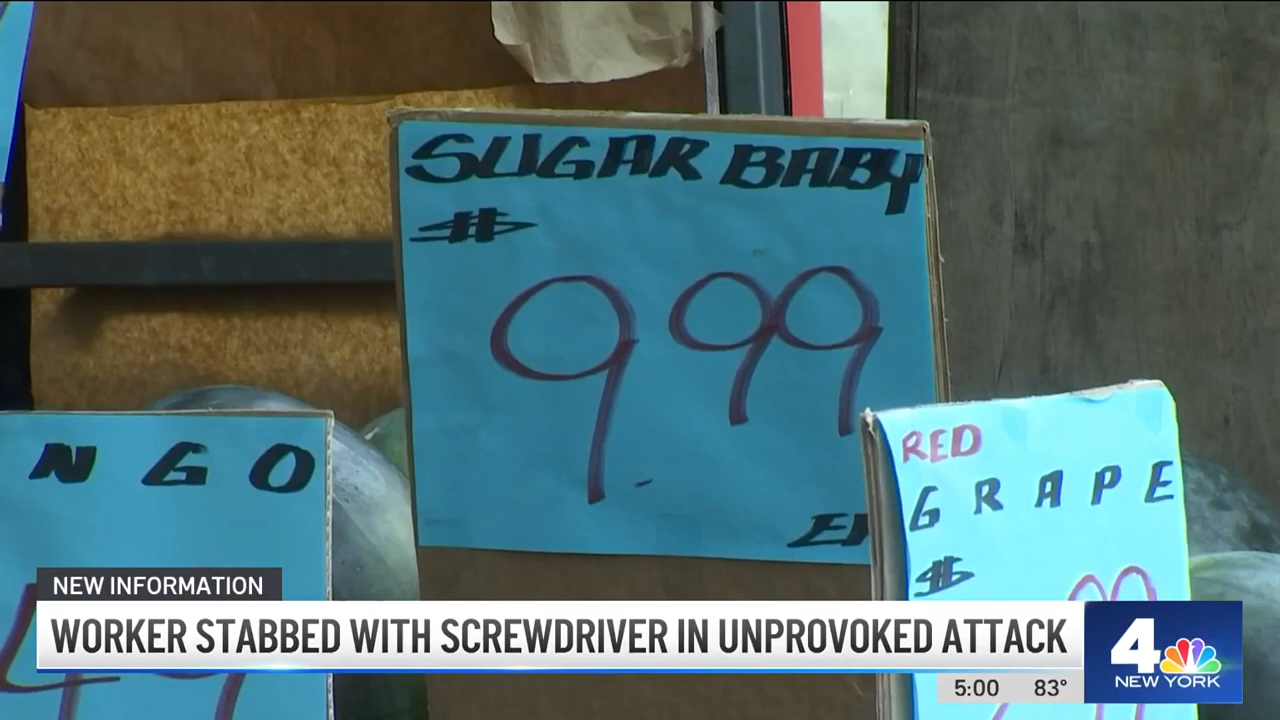 SUGAR BABY
$
9.99
NGO
RED
GRAPE
$
NEW INFORMATION
WORKER STABBED WITH SCREWDRIVER IN UNPROVOKED ATTACK
4
NEW YORK
5:00 83°